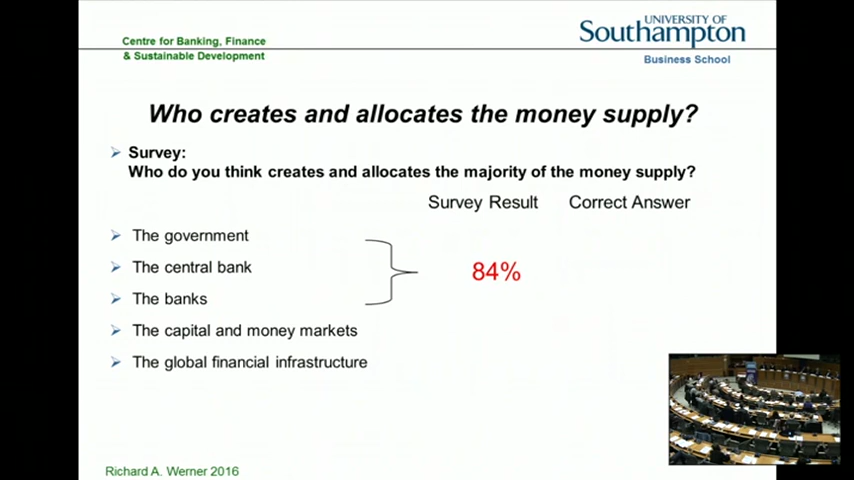 Centre for Banking, Finance
& Sustainable Development
UNIVERSITY OF
Southampton
Business School
Who creates and allocates the money supply?
Survey:
Who do you think creates and allocates the majority of the money supply?
Survey Result Correct Answer
The government
The central bank
84%
The banks
The capital and money markets
The global financial infrastructure
Richard A. Werner 2016